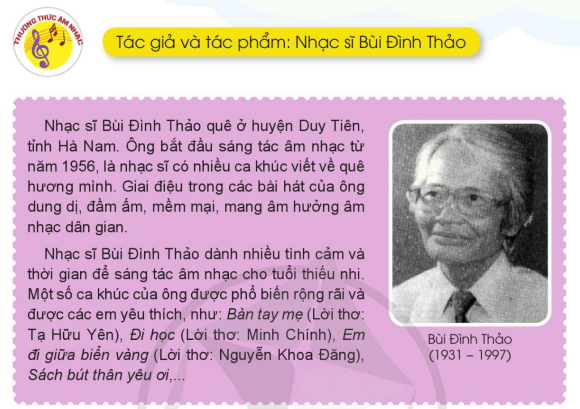 THƯỞNG THỨC ÂM NHẠC
Tác giả và tác phẩm: Nhạc sĩ Bùi Đình Thảo
Nhạc sĩ Bùi Đình Thảo quê ở huyện Duy Tiên,
tỉnh Hà Nam. Ông bắt đầu sáng tác âm nhạc từ
năm 1956, là nhạc sĩ có nhiều ca khúc viết về quê
hương mình. Giai điệu trong các bài hát của ông
dung dị, đầm ấm, mềm mại, mang âm hưởng âm
nhạc dân gian.
Nhạc sĩ Bùi Đình Thảo dành nhiều tình cảm và
thời gian để sáng tác âm nhạc cho tuổi thiếu nhi.
Một số ca khúc của ông được phổ biến rộng rãi và
được các em yêu thích, như: Bàn tay mẹ (Lời thơ:
Tạ Hữu Yên), Đi học (Lời thơ: Minh Chính), Em
đi giữa biển vàng (Lời thơ: Nguyễn Khoa Đăng),
Sách bút thân yêu ơi,...
Bùi Đình Thảo
(1931 – 1997)